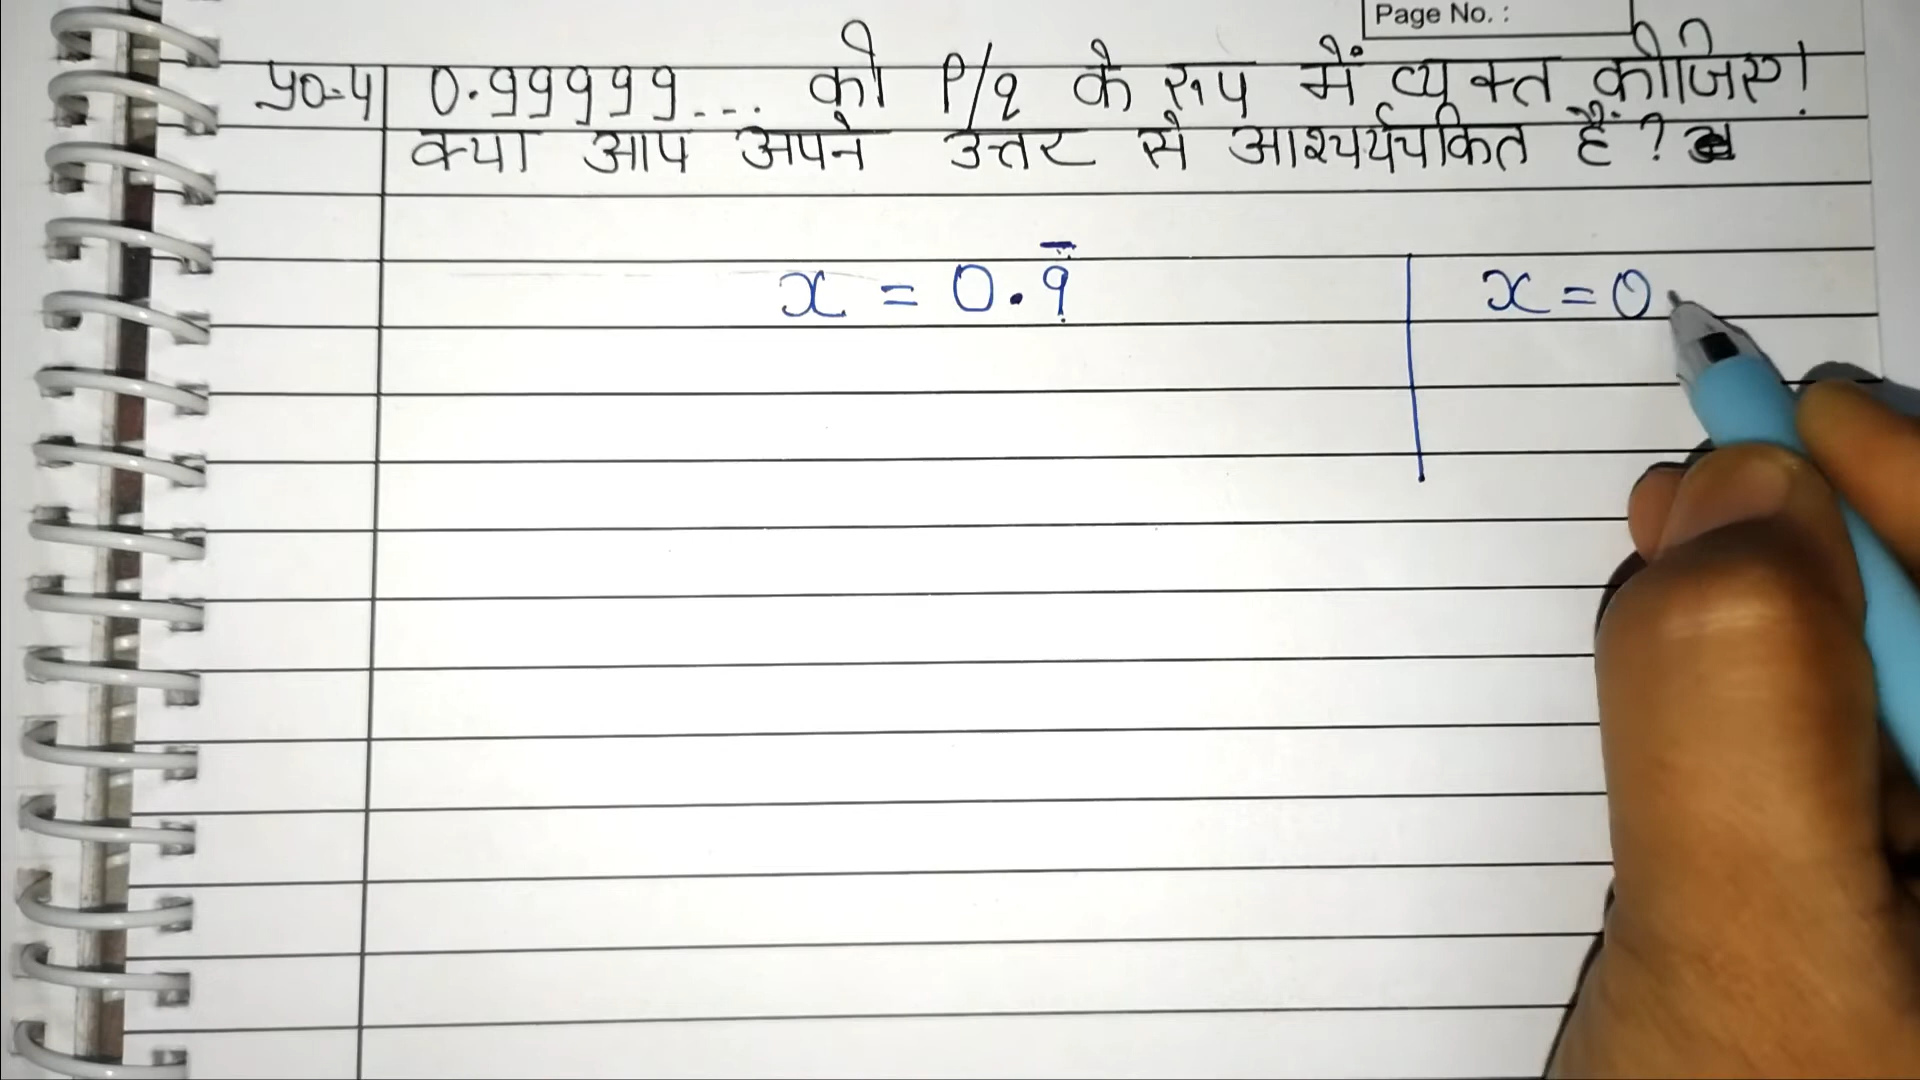 Page No. :
प्र०-4 0.99999... को P/q के रूप में व्यक्त कीजिए।
क्या आप अपने उत्तर से आश्चर्यचकित हैं ?
x = 0.9̅
x = 0.